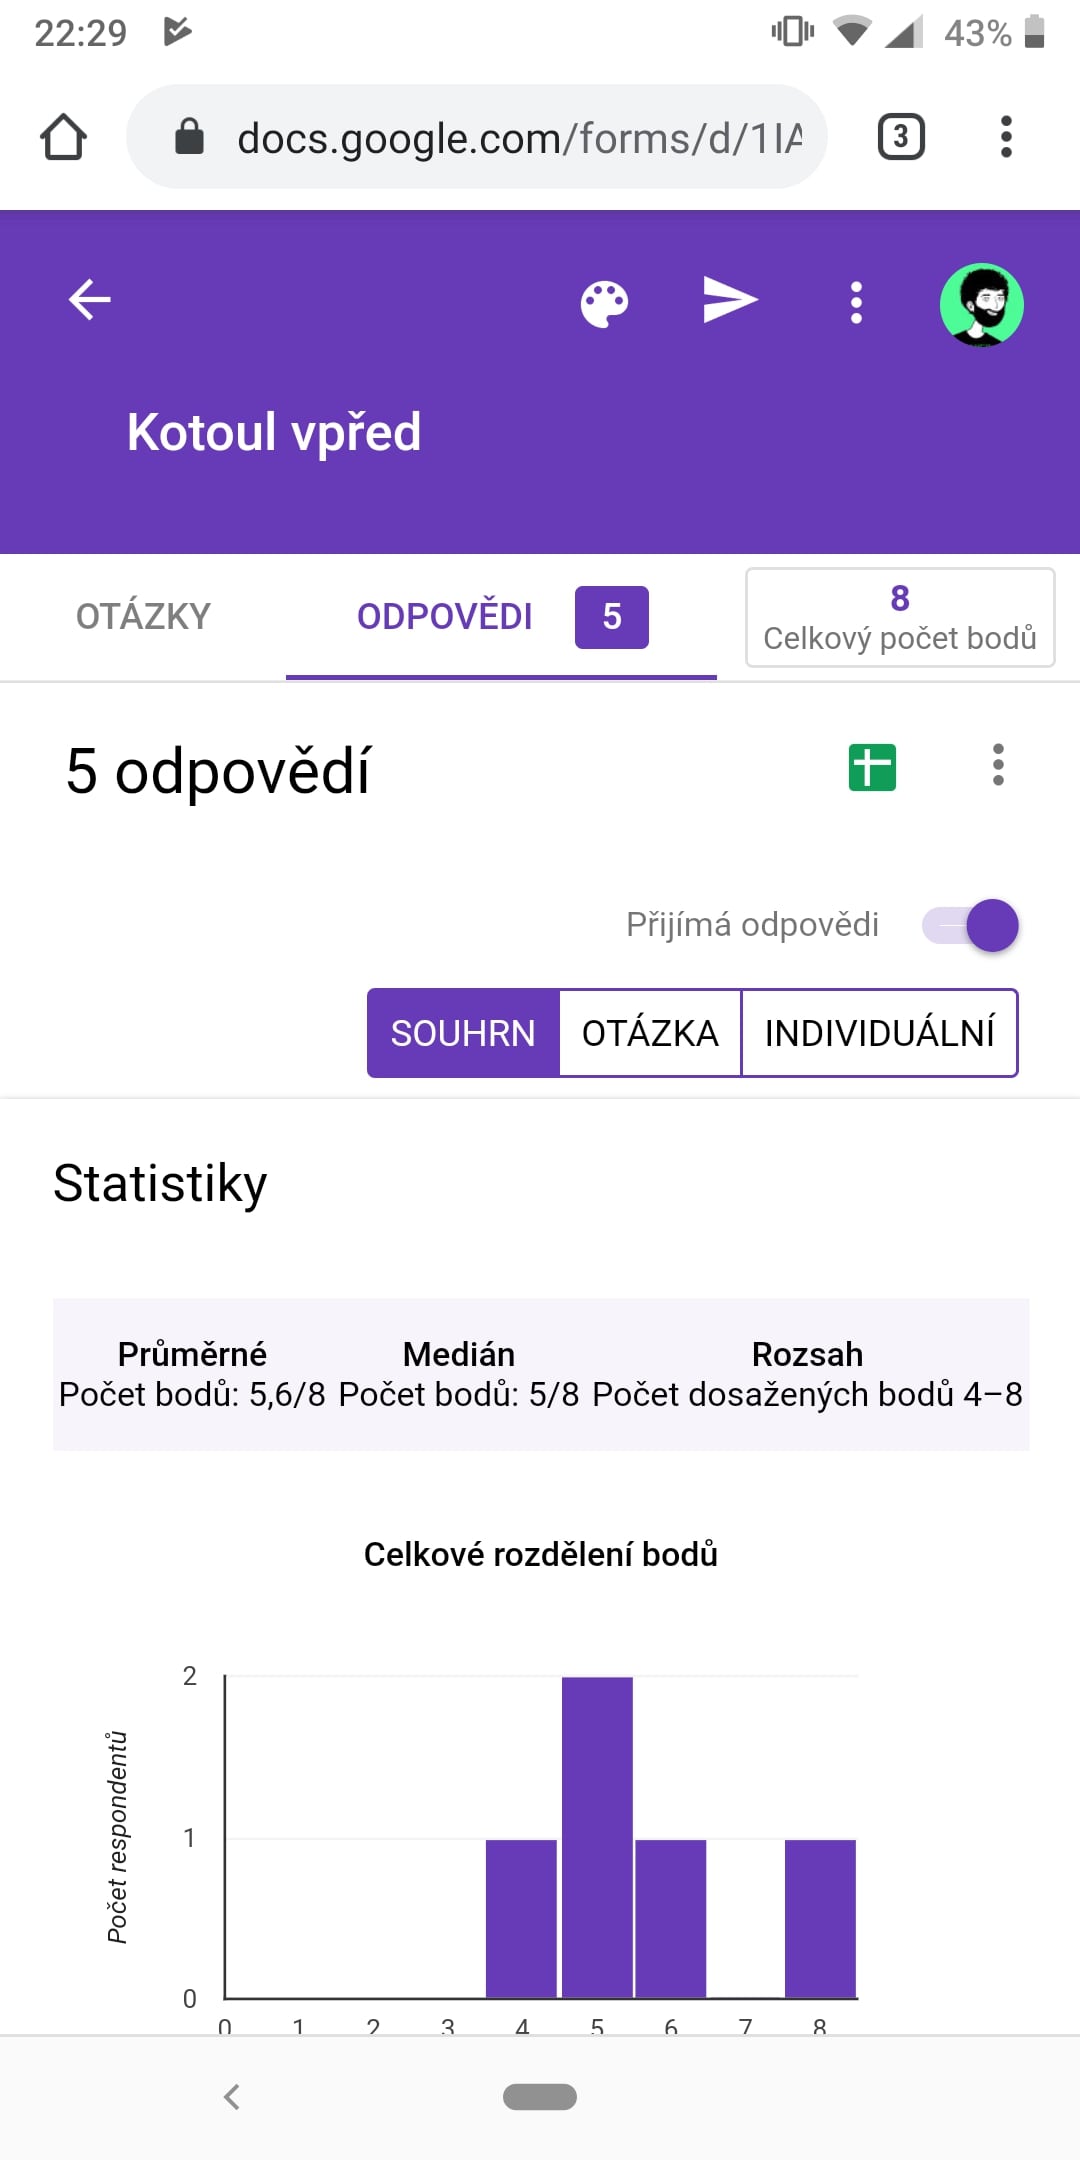 22:29
43%
docs.google.com/forms/d/1IA
3
Kotoul vpřed
OTÁZKY
ODPOVĚDI 5
8
Celkový počet bodů
5 odpovědí
Přijímá odpovědi
SOUHRN OTÁZKA INDIVIDUÁLNÍ
Statistiky
Průměrné Medián Rozsah
Počet bodů: 5,6/8 Počet bodů: 5/8 Počet dosažených bodů 4–8
Celkové rozdělení bodů
Počet respondentů
2
1
0
0 1 2 3 4 5 6 7 8